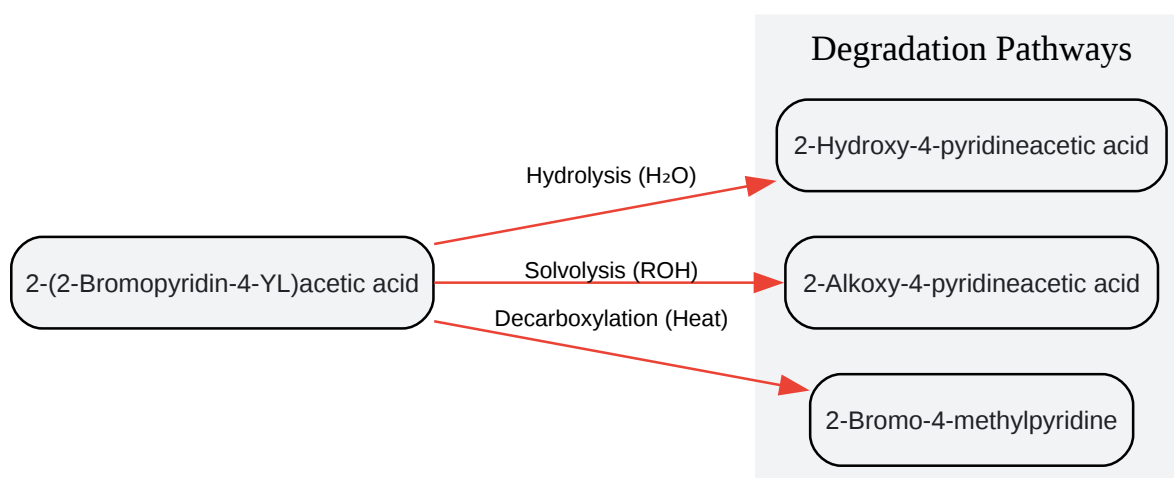 Degradation Pathways
2-Hydroxy-4-pyridineacetic acid
Hydrolysis (H₂O)
2-(2-Bromopyridin-4-YL)acetic acid
Solvolysis (ROH)
2-Alkoxy-4-pyridineacetic acid
Decarboxylation (Heat)
2-Bromo-4-methylpyridine